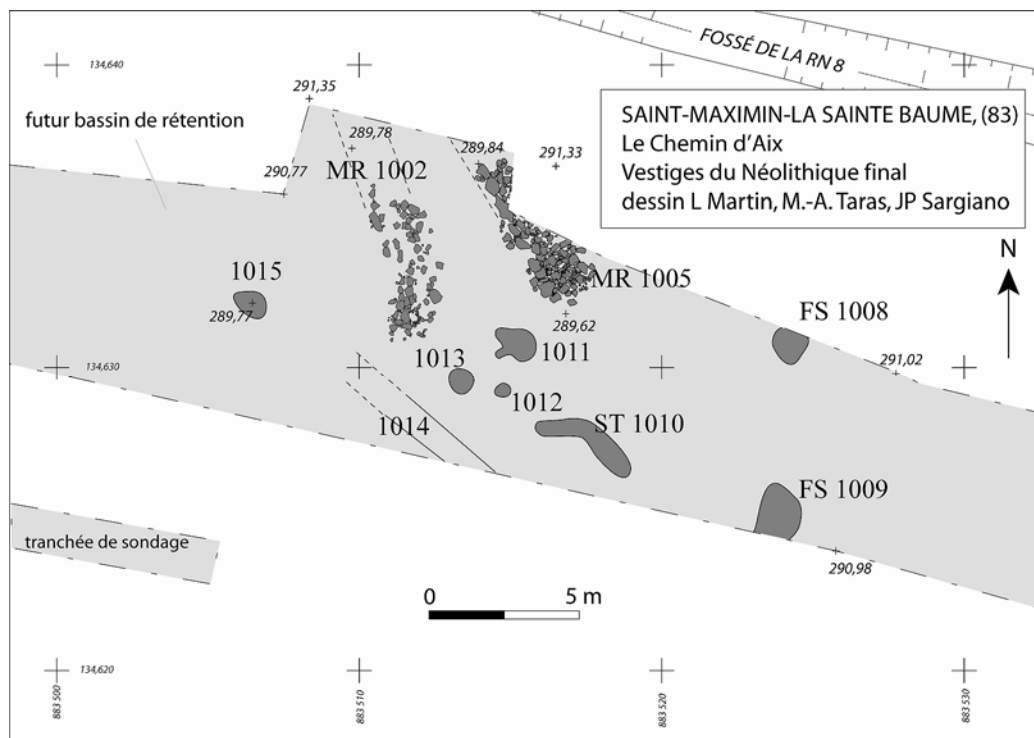 FOSSÉ DE LA RN 8
134,640
291,35
SAINT-MAXIMIN-LA SAINTE BAUME, (83)
Le Chemin d'Aix
Vestiges du Néolithique final
dessin L Martin, M.-A. Taras, JP Sargiano
futur bassin de rétention
289,78
289,84
291,33
290,77
MR 1002
N
1015
MR 1005
289,77
289,62
FS 1008
1013
1011
134,630
291,02
1012
1014
ST 1010
FS 1009
tranchée de sondage
290,98
0
5 m
134,620
883 500
883 510
883 520
883 530